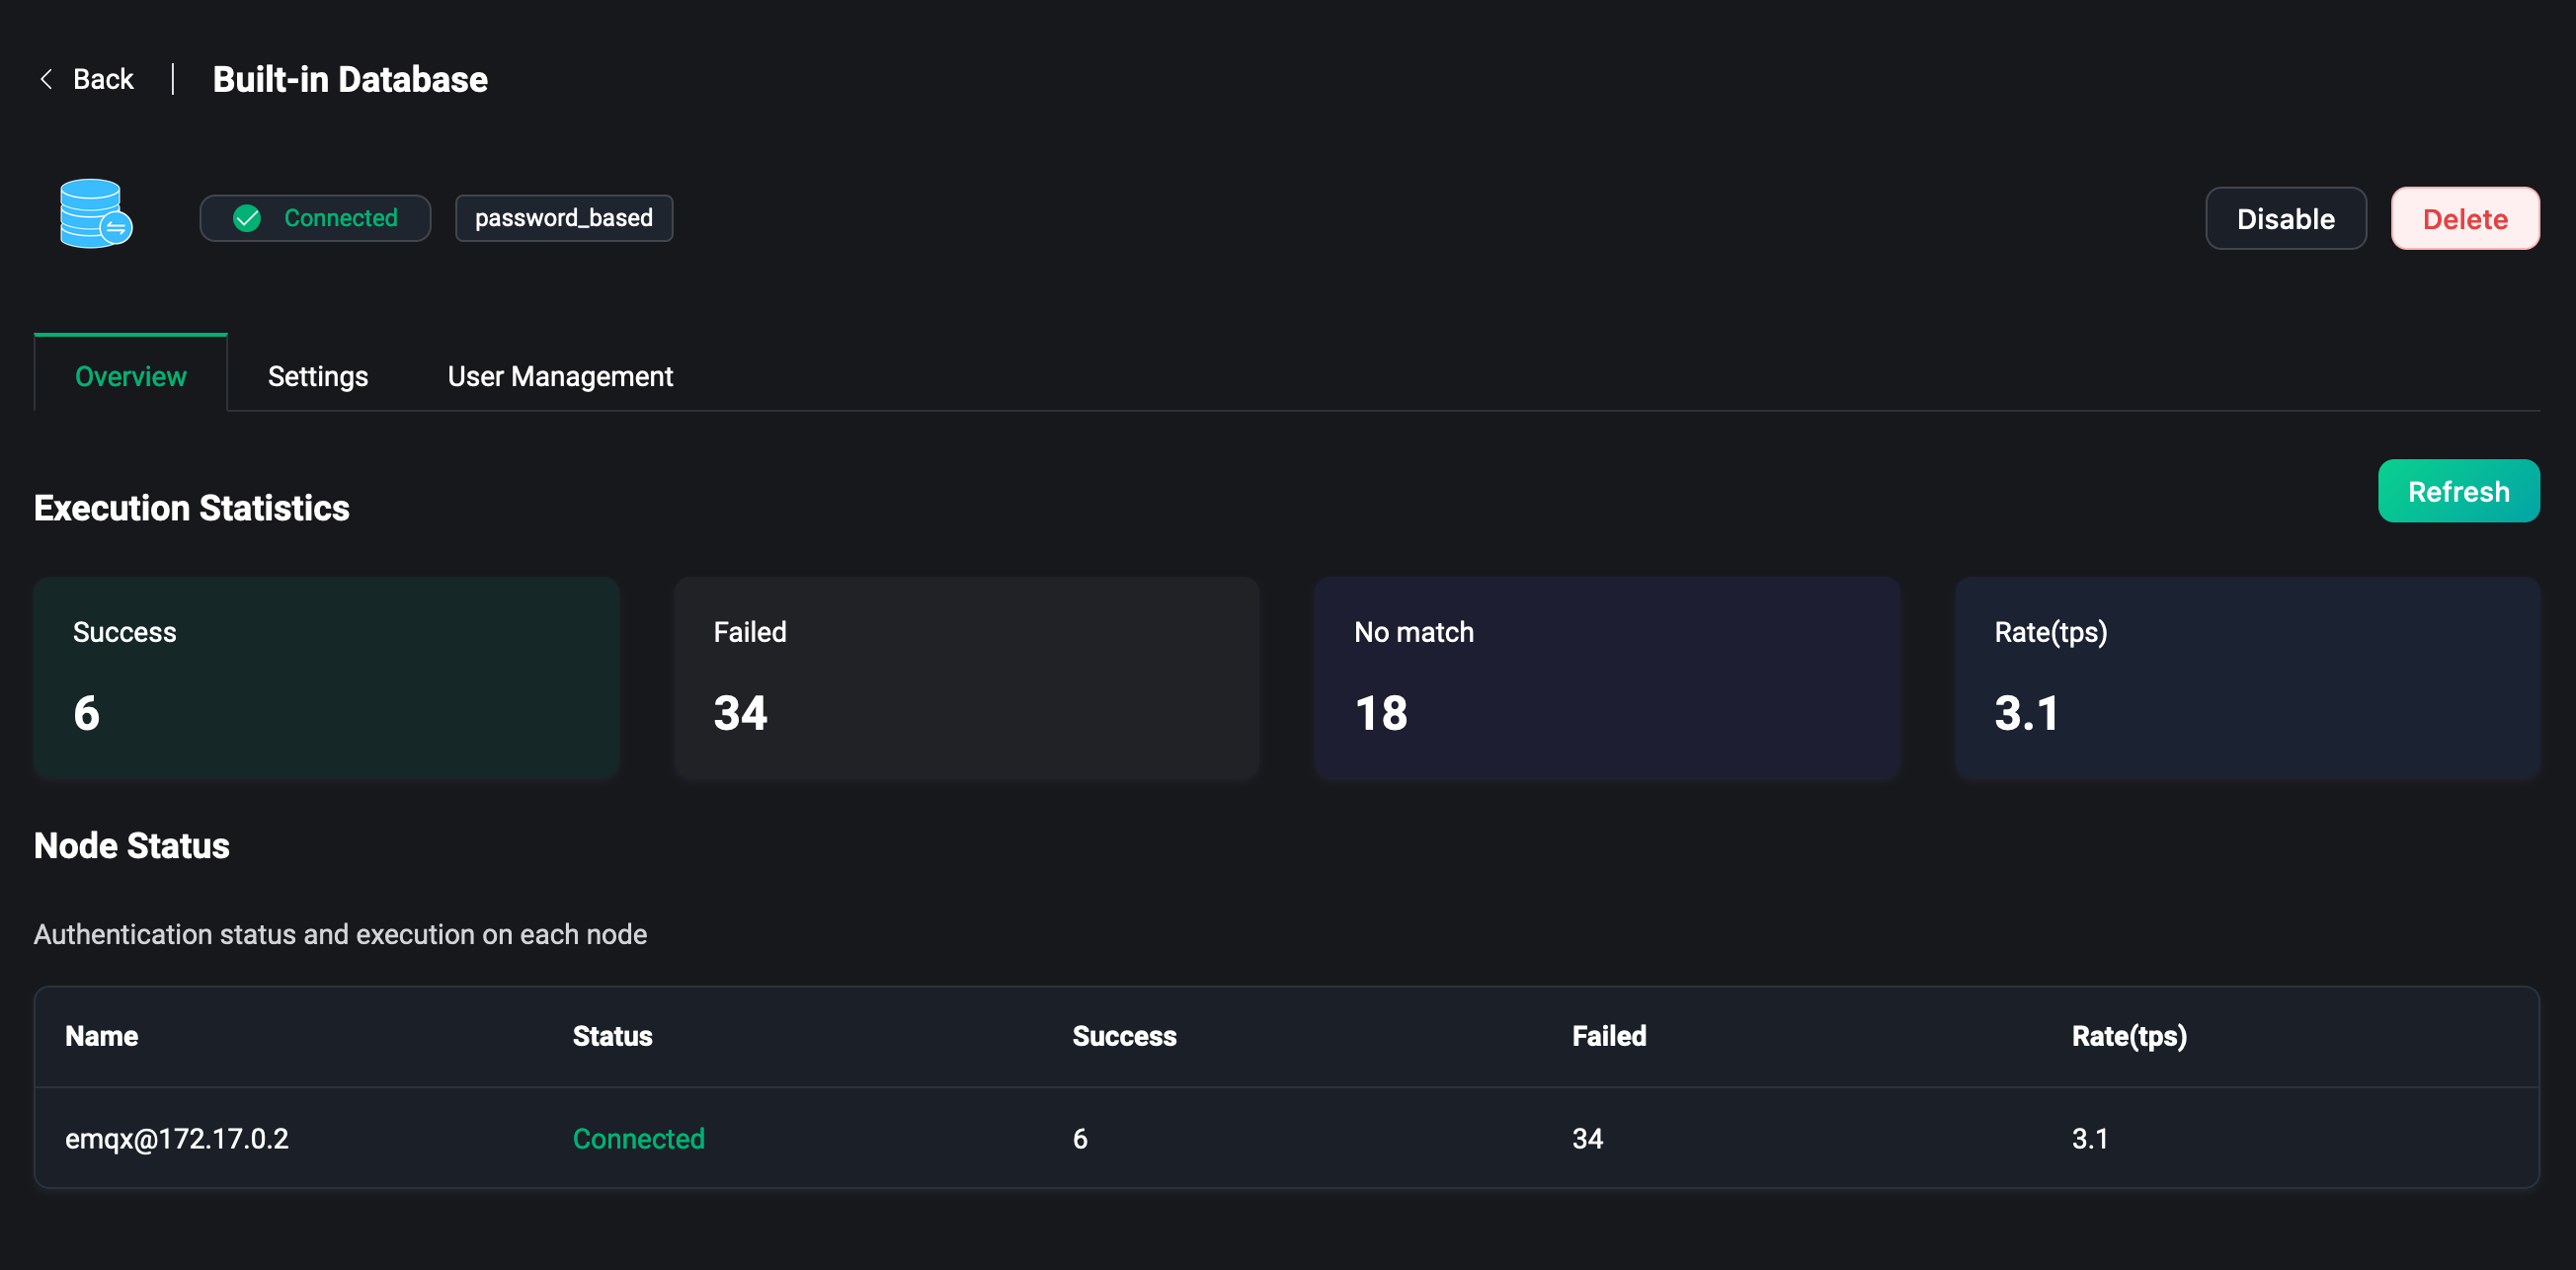 Back Built-in Database
Connected password_based Disable Delete
Overview Settings User Management
Execution Statistics Refresh
Success Failed No match Rate(tps)
6 34 18 3.1
Node Status
Authentication status and execution on each node
Name Status Success Failed Rate(tps)
emqx@172.17.0.2 Connected 6 34 3.1